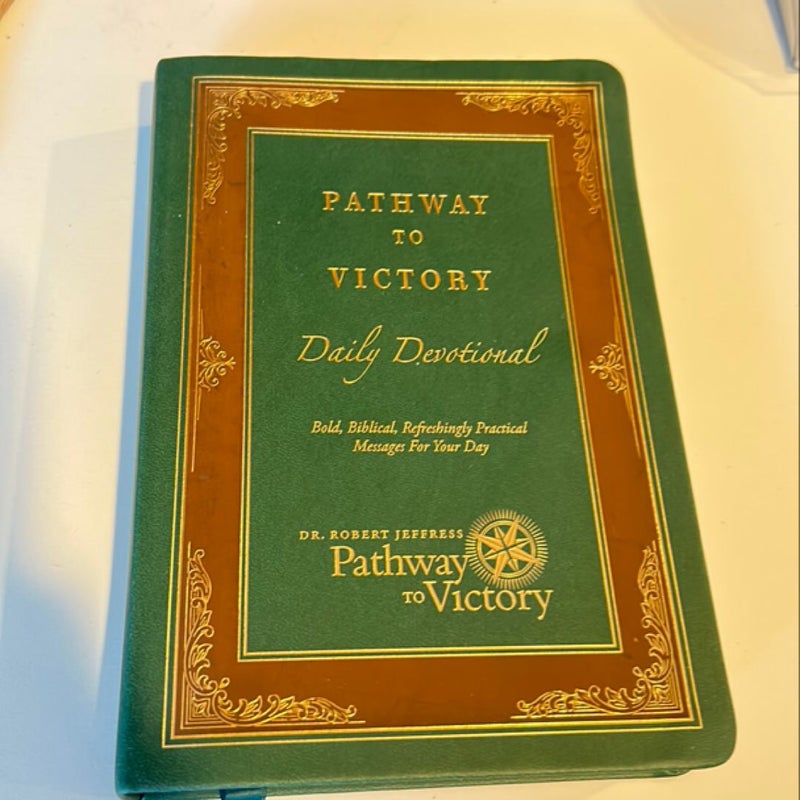 PATHWAY
TO
VICTORY
Daily Devotional
Bold, Biblical, Refreshingly Practical
Messages For Your Day
DR. ROBERT JEFFRESS
Pathway
TO Victory